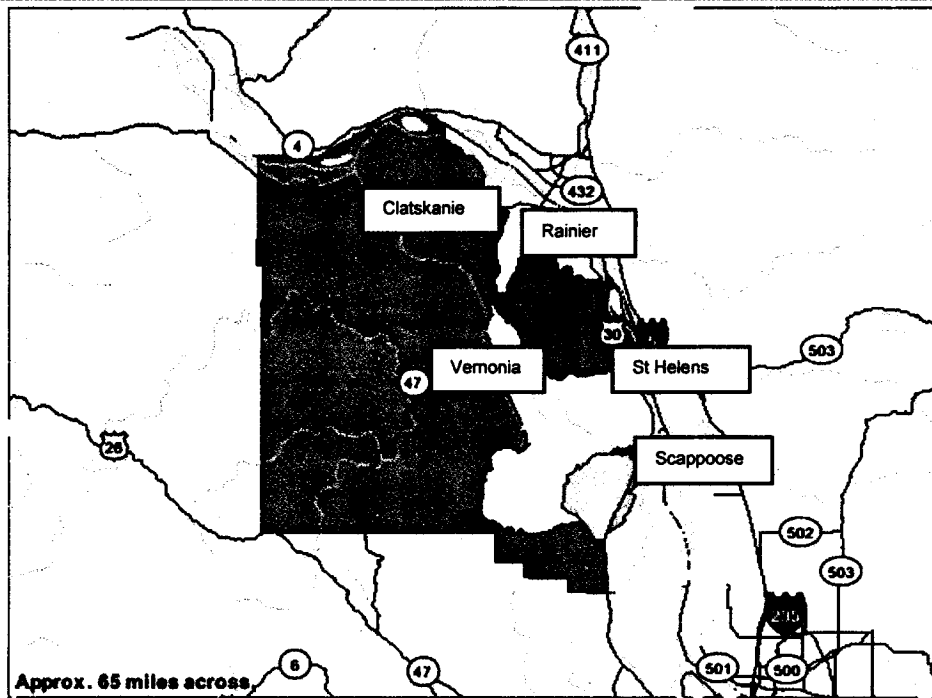 411
4
432
Clatskanie
Rainier
30
503
Vernonia
St Helens
47
26
Scappoose
502
503
6
47
501
500
Approx. 65 miles across